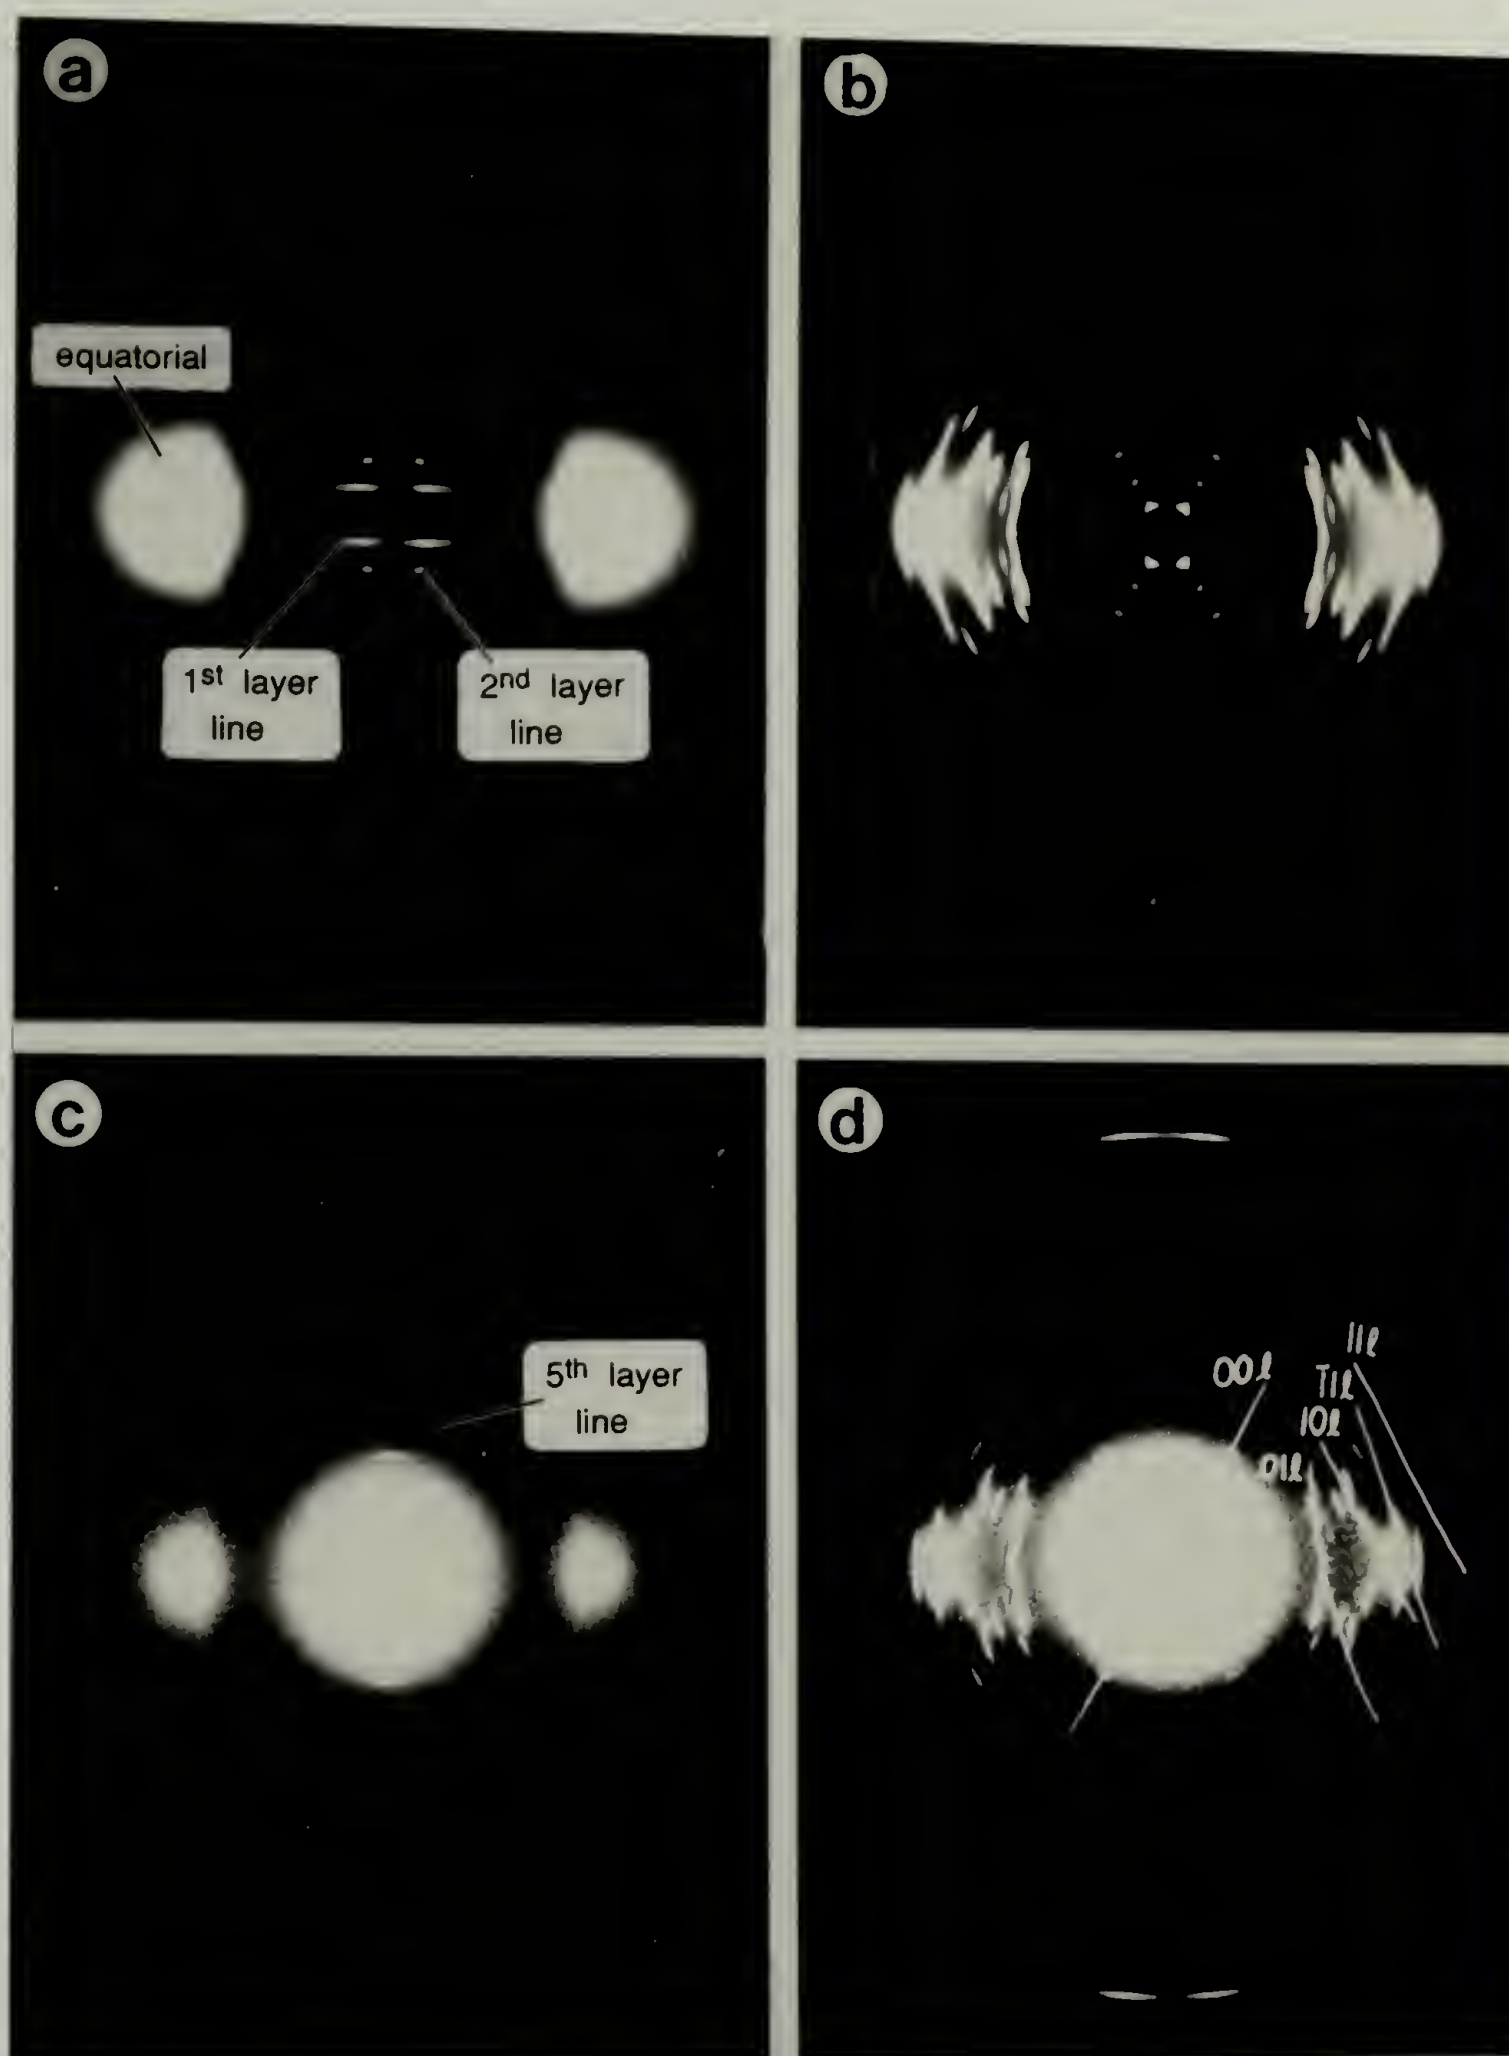 a
b
equatorial
1st layer
line
2nd layer
line
c
d
5th layer
line
00ℓ
11ℓ
T1ℓ
10ℓ
01ℓ